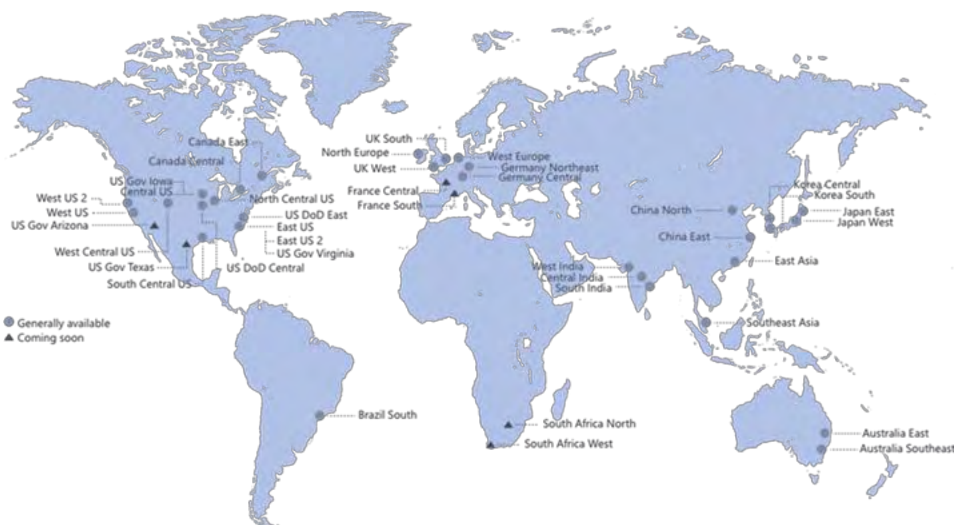 Canada East
Canada Central
US Gov Iowa
Central US
North Central US
West US 2
West US
US Gov Arizona
US DoD East
East US
East US 2
US Gov Virginia
West Central US
US Gov Texas
US DoD Central
South Central US
UK South
North Europe
UK West
West Europe
Germany Northeast
Germany Central
France Central
France South
Korea Central
Korea South
China North
Japan East
Japan West
China East
East Asia
West India
Central India
South India
Southeast Asia
Generally available
Coming soon
Brazil South
South Africa North
South Africa West
Australia East
Australia Southeast